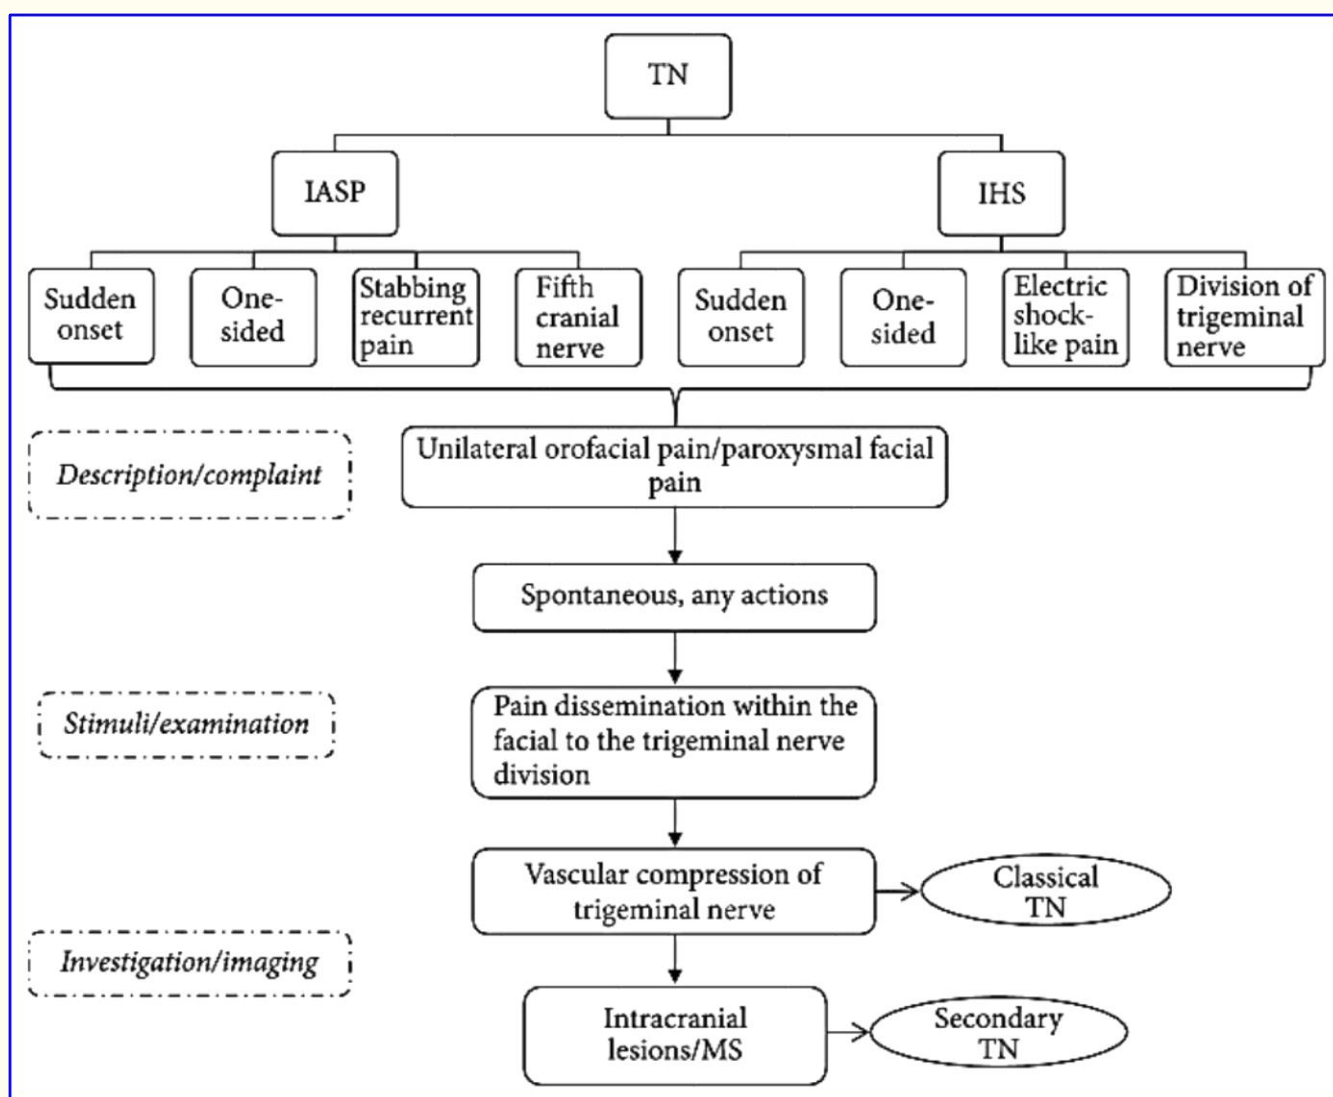 TN
IASP
IHS
Sudden
onset
One-
sided
Stabbing
recurrent
pain
Fifth
cranial
nerve
Sudden
onset
One-
sided
Electric
shock-
like pain
Division of
trigeminal
nerve
Description/complaint
Unilateral orofacial pain/paroxysmal facial
pain
Spontaneous, any actions
Stimuli/examination
Pain dissemination within the
facial to the trigeminal nerve
division
Vascular compression of
trigeminal nerve
Classical
TN
Investigation/imaging
Intracranial
lesions/MS
Secondary
TN